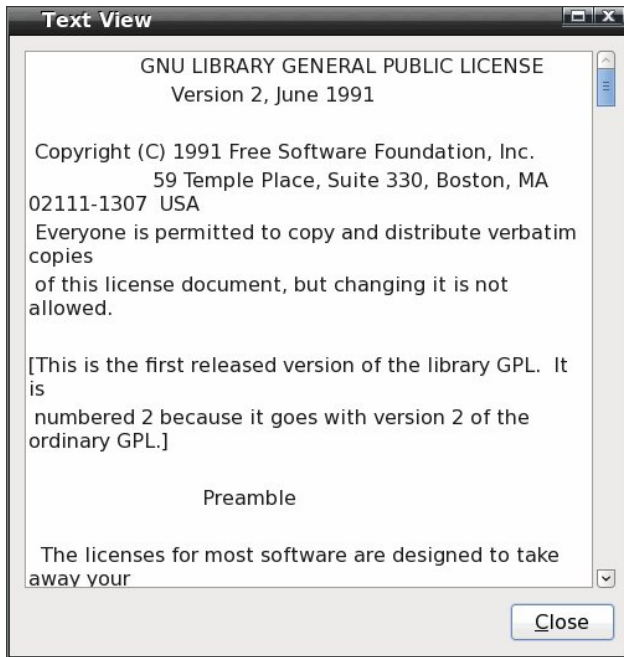 Text View
GNU LIBRARY GENERAL PUBLIC LICENSE
Version 2, June 1991
Copyright (C) 1991 Free Software Foundation, Inc.
59 Temple Place, Suite 330, Boston, MA
02111-1307  USA
Everyone is permitted to copy and distribute verbatim
copies
of this license document, but changing it is not
allowed.
[This is the first released version of the library GPL.  It
is
numbered 2 because it goes with version 2 of the
ordinary GPL.]
Preamble
The licenses for most software are designed to take
away your
Close